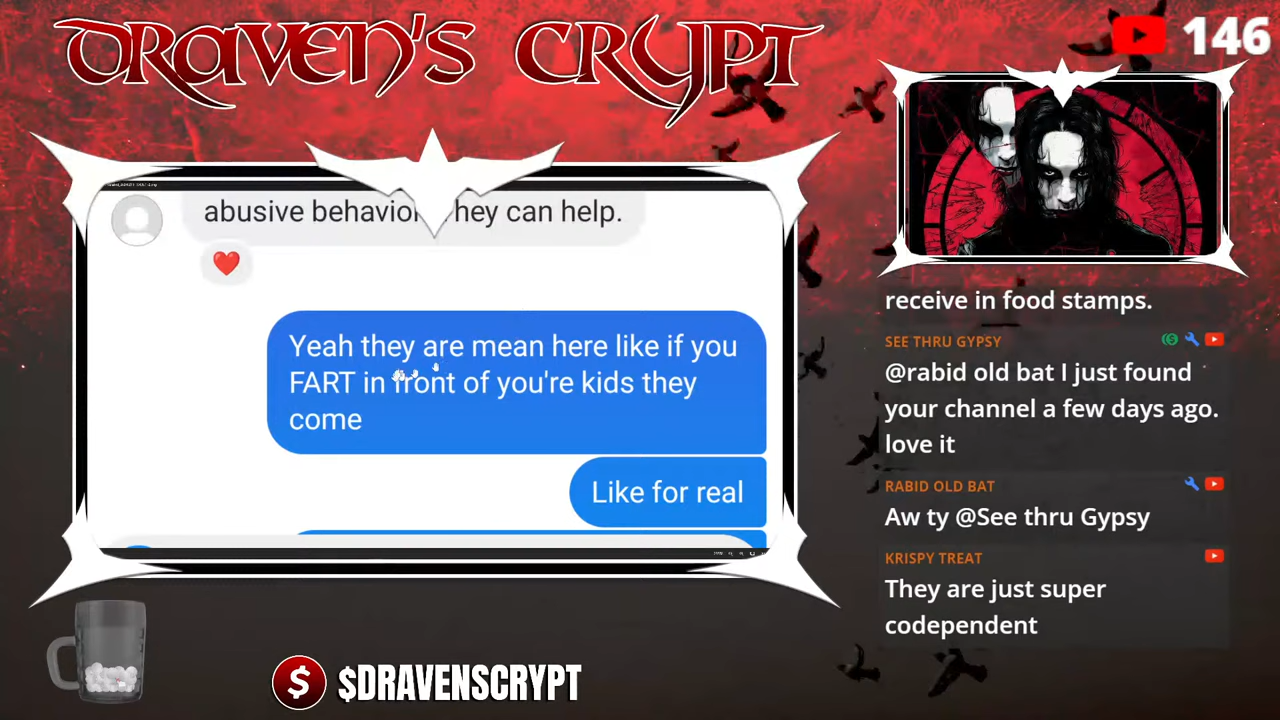 DRAVEN'S CRYPT
146
abusive behavior. They can help.
Yeah they are mean here like if you
FART in front of you're kids they
come
Like for real
receive in food stamps.
SEE THRU GYPSY
@rabid old bat I just found
your channel a few days ago.
love it
RABID OLD BAT
Aw ty @See thru Gypsy
KRISPY TREAT
They are just super
codependent
$ $DRAVENSCRYPT